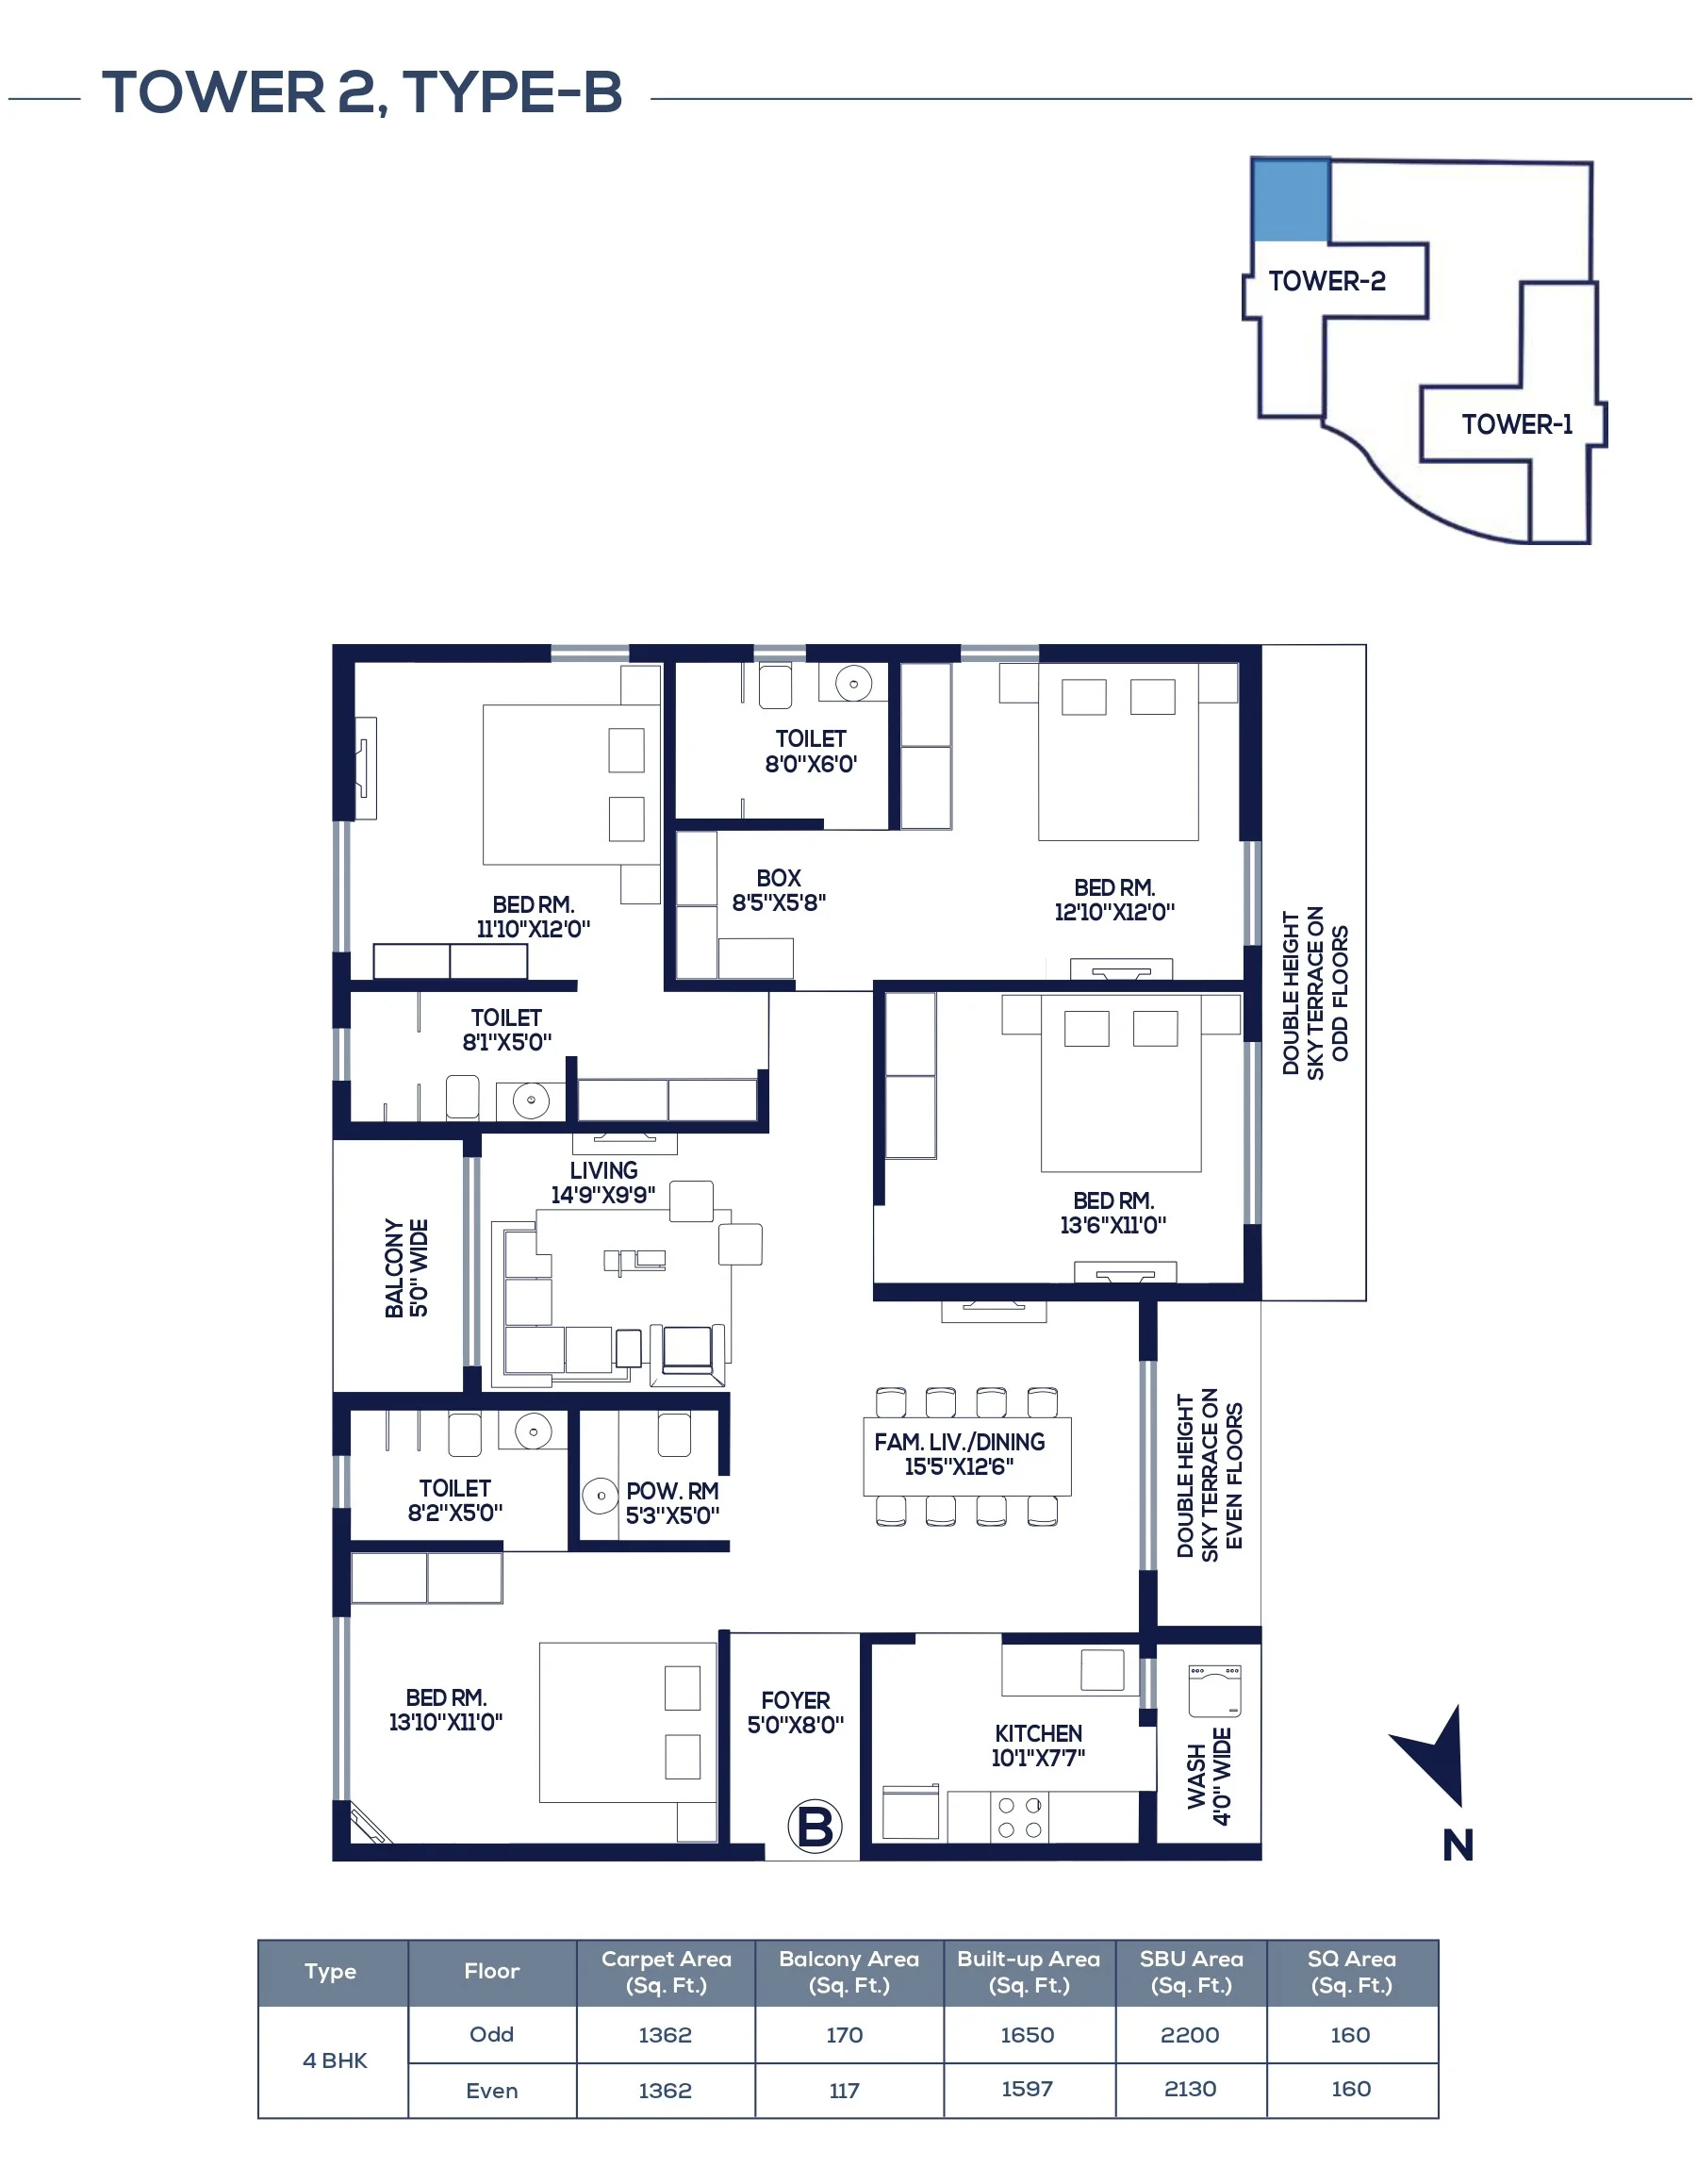 TOWER 2, TYPE-B
TOWER-2
TOWER-1
TOILET
8'0"X6'0'
BED RM.
11'10"X12'0"
BOX
8'5"X5'8"
BED RM.
12'10"X12'0"
DOUBLE HEIGHT
SKY TERRACE ON
ODD FLOORS
TOILET
8'1"X5'0"
LIVING
14'9"X9'9"
BALCONY
5'0" WIDE
BED RM.
13'6"X11'0"
FAM. LIV./DINING
15'5"X12'6"
DOUBLE HEIGHT
SKY TERRACE ON
EVEN FLOORS
TOILET
8'2"X5'0"
POW. RM
5'3"X5'0"
BED RM.
13'10"X11'0"
FOYER
5'0"X8'0"
KITCHEN
10'1"X7'7"
WASH
4'0" WIDE
B
N
Type Floor Carpet Area (Sq. Ft.) Balcony Area (Sq. Ft.) Built-up Area (Sq. Ft.) SBU Area (Sq. Ft.) SQ Area (Sq. Ft.)
4 BHK
Odd 1362 170 1650 2200 160
Even 1362 117 1597 2130 160